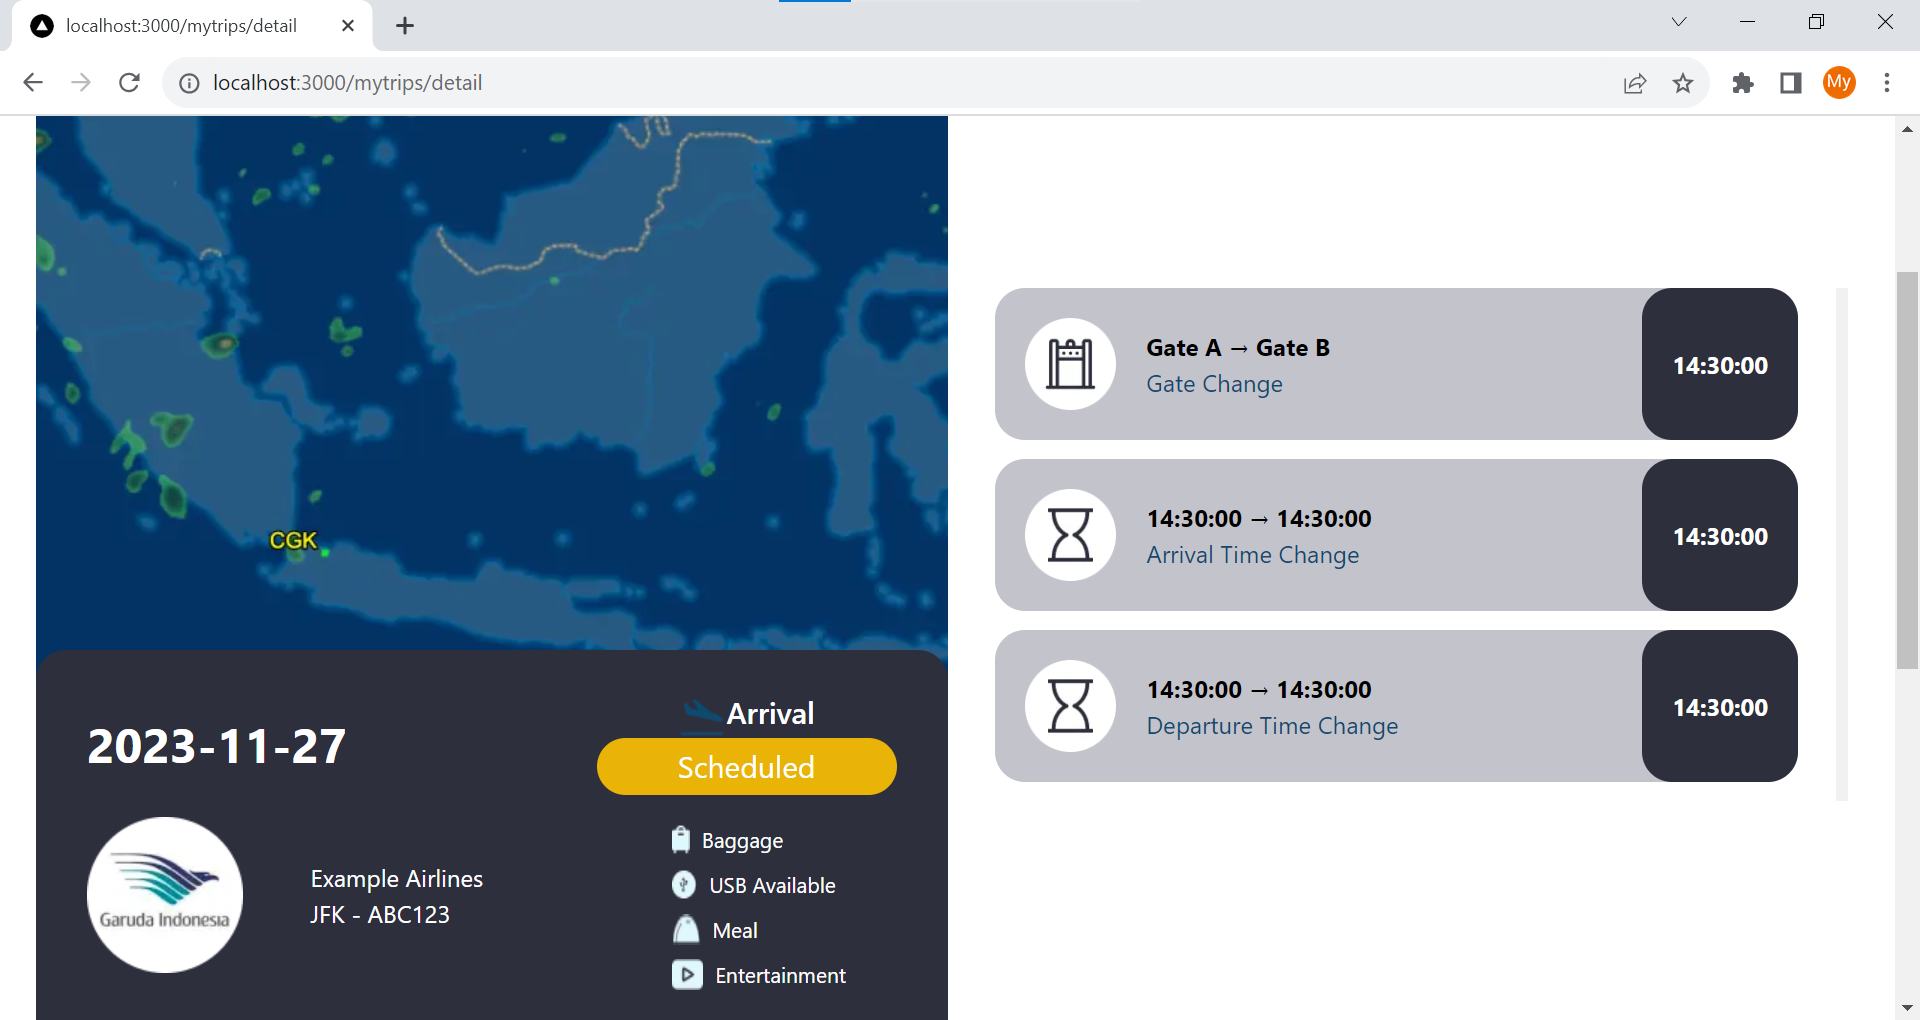 localhost:3000/mytrips/detail
localhost:3000/mytrips/detail
My
CGK
2023-11-27
Arrival
Scheduled
Garuda Indonesia
Example Airlines
JFK - ABC123
Baggage
USB Available
Meal
Entertainment
Gate A → Gate B
Gate Change
14:30:00
14:30:00 → 14:30:00
Arrival Time Change
14:30:00
14:30:00 → 14:30:00
Departure Time Change
14:30:00